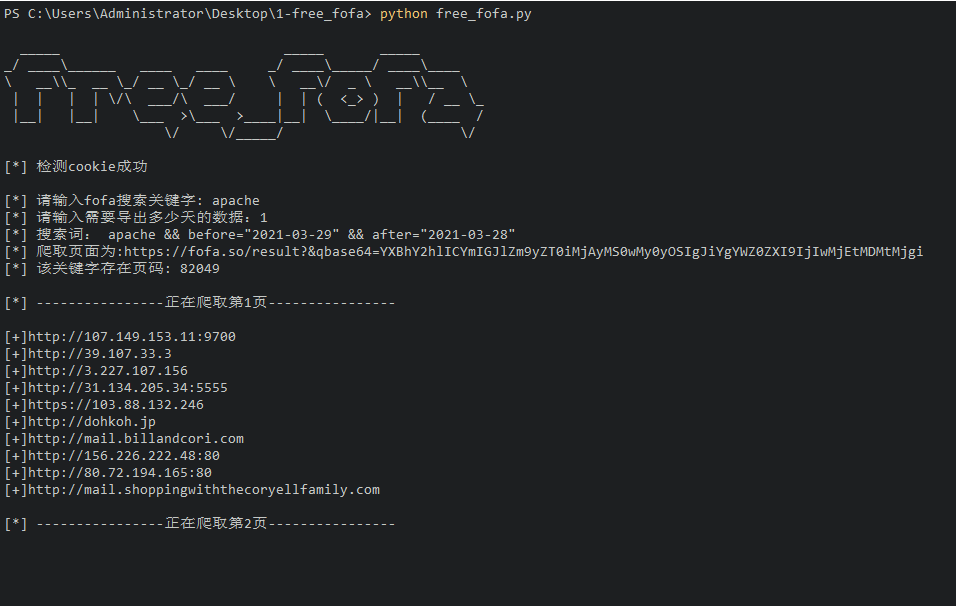 PS C:\Users\Administrator\Desktop\1-free_fofa> python free_fofa.py
free_fofa
[*] 检测cookie成功
[*] 请输入fofa搜索关键字: apache
[*] 请输入需要导出多少天的数据: 1
[*] 搜索词： apache && before="2021-03-29" && after="2021-03-28"
[*] 爬取页面为:https://fofa.so/result?&qbase64=YXBhY2hlICYmIGJlZm9yZT0iMjAyMS0wMy0yOSIgJiYgYWZ0ZXI9IjIwMjEtMDMtMjgi
[*] 该关键字存在页码: 82049
[*] ----------------正在爬取第1页----------------
[+]http://107.149.153.11:9700
[+]http://39.107.33.3
[+]http://3.227.107.156
[+]http://31.134.205.34:5555
[+]https://103.88.132.246
[+]http://dohkoh.jp
[+]http://mail.billandcori.com
[+]http://156.226.222.48:80
[+]http://80.72.194.165:80
[+]http://mail.shoppingwiththecoryellfamily.com
[*] ----------------正在爬取第2页----------------